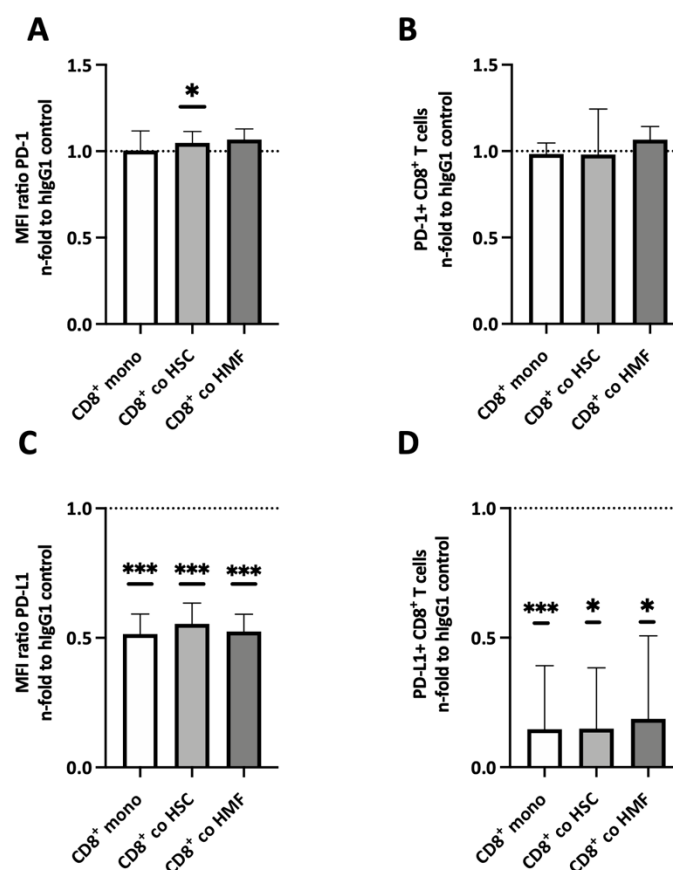 A
MFI ratio PD-1
n-fold to hIgG1 control
1.5
1.0
0.5
0.0
*
CD8⁺ mono
CD8⁺ co HSC
CD8⁺ co HMF
B
PD-1+ CD8⁺ T cells
n-fold to hIgG1 control
1.5
1.0
0.5
0.0
CD8⁺ mono
CD8⁺ co HSC
CD8⁺ co HMF
C
MFI ratio PD-L1
n-fold to hIgG1 control
1.0
0.5
0.0
*** *** ***
CD8⁺ mono
CD8⁺ co HSC
CD8⁺ co HMF
D
PD-L1+ CD8⁺ T cells
n-fold to hIgG1 control
1.0
0.5
0.0
*** * *
CD8⁺ mono
CD8⁺ co HSC
CD8⁺ co HMF